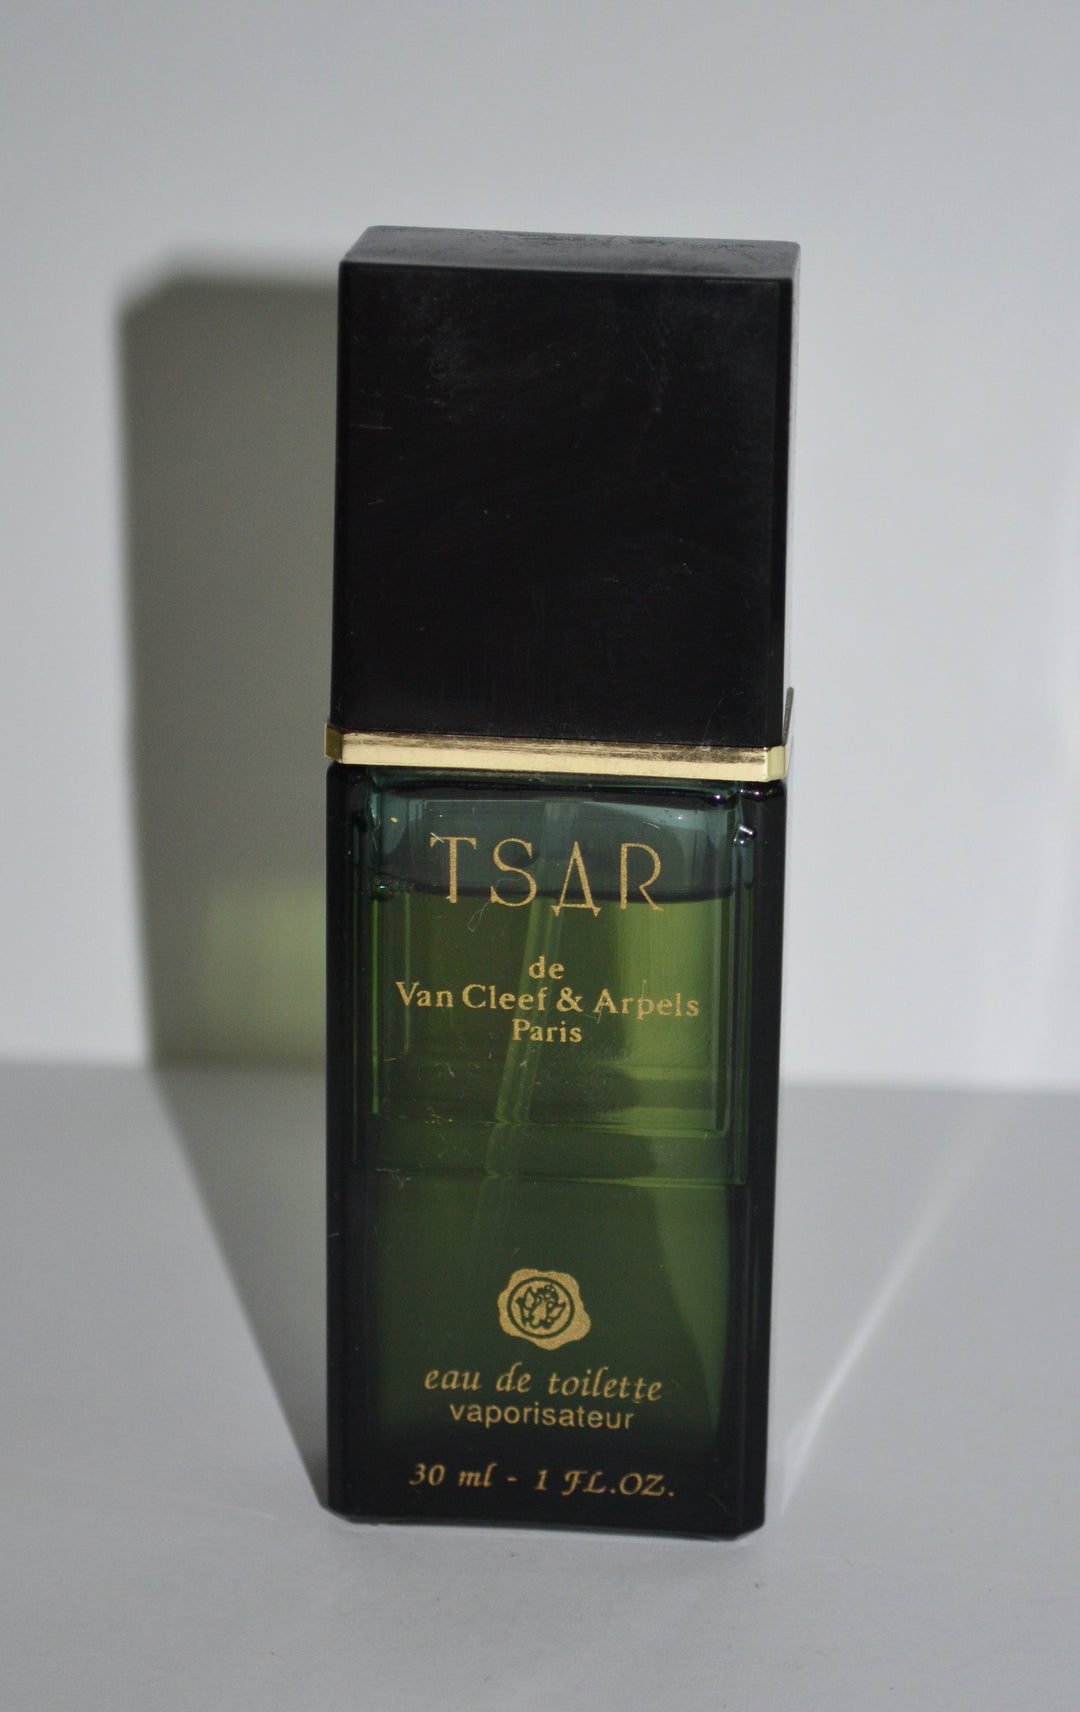 TSAR
de
Van Cleef & Arpels
Paris
eau de toilette
vaporisateur
30 ml - 1 FL.OZ.